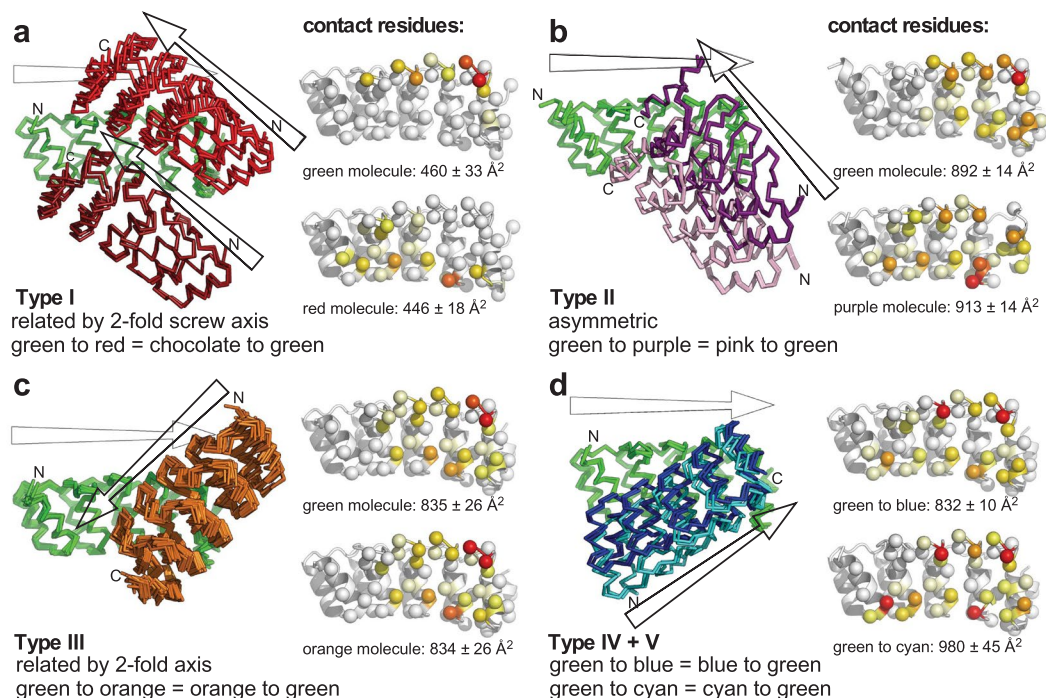 a
contact residues:
C
N
N
C
N
green molecule: 460 ± 33 Å²
red molecule: 446 ± 18 Å²
Type I
related by 2-fold screw axis
green to red = chocolate to green
b
contact residues:
N
C
C
N
N
green molecule: 892 ± 14 Å²
purple molecule: 913 ± 14 Å²
Type II
asymmetric
green to purple = pink to green
c
N
N
C
green molecule: 835 ± 26 Å²
orange molecule: 834 ± 26 Å²
Type III
related by 2-fold axis
green to orange = orange to green
d
N
C
N
green to blue: 832 ± 10 Å²
green to cyan: 980 ± 45 Å²
Type IV + V
green to blue = blue to green
green to cyan = cyan to green